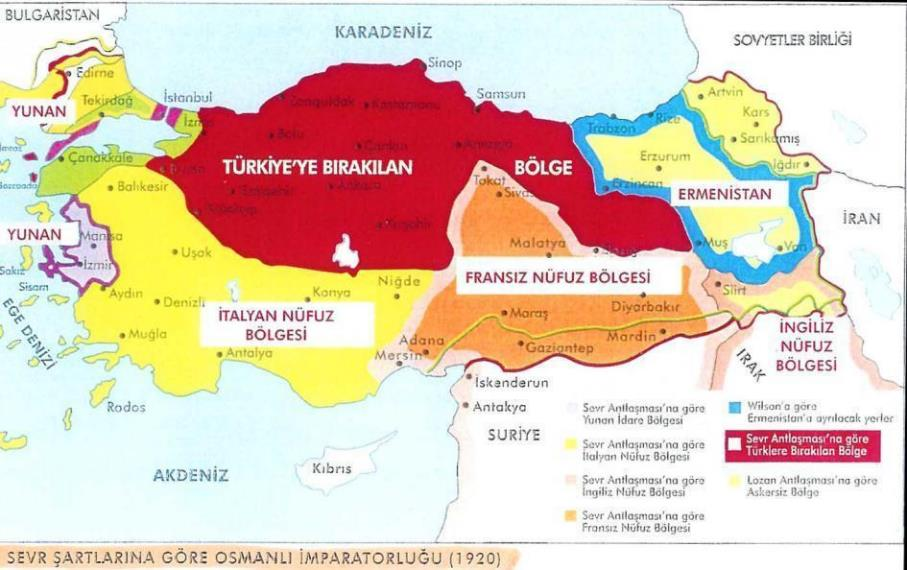 BULGARİSTAN
KARADENİZ
SOVYETLER BİRLİĞİ
Edirne
Sinop
YUNAN
Tekirdağ
İstanbul
Zonguldak
Kastamonu
Samsun
Artvin
Kars
Trabzon
Rize
Sarıkamış
Bolu
Çankırı
Amasya
Çanakkale
TÜRKİYE'YE BIRAKILAN
BÖLGE
Erzurum
Iğdır
Bursa
Tokat
Balıkesir
Eskişehir
Ankara
Sivas
Erzincan
ERMENİSTAN
Bozcaada
İRAN
YUNAN
Manisa
Muş
Van
Uşak
Malatya
Sakız
İzmir
Niğde
FRANSIZ NÜFUZ BÖLGESİ
Siirt
Sisam
Aydın
Denizli
Konya
Diyarbakır
İTALYAN NÜFUZ
BÖLGESİ
Maraş
EGE DENİZİ
Muğla
Antalya
Adana
Mersin
Gaziantep
Mardin
İNGİLİZ
NÜFUZ
BÖLGESİ
IRAK
İskenderun
Antakya
Rodos
SURİYE
AKDENİZ
Kıbrıs
Sevr Antlaşması'na göre
Yunan İdare Bölgesi
Sevr Antlaşması'na göre
İtalyan Nüfuz Bölgesi
Sevr Antlaşması'na göre
İngiliz Nüfuz Bölgesi
Sevr Antlaşması'na göre
Fransız Nüfuz Bölgesi
Wilson'a göre
Ermenistan'a ayrılacak yerler
Sevr Antlaşması'na göre
Türklere Bırakılan Bölge
Lozan Antlaşması'na göre
Askersiz Bölge
SEVR ŞARTLARINA GÖRE OSMANLI İMPARATORLUĞU (1920)